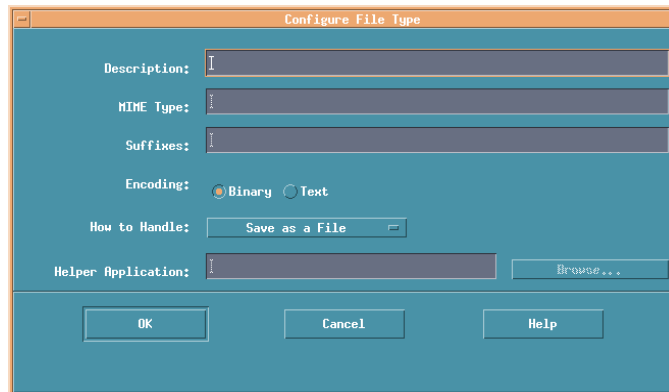 Configure File Type
Description:
MIME Type:
Suffixes:
Encoding: Binary Text
How to Handle: Save as a File
Helper Application: Browse...
OK Cancel Help